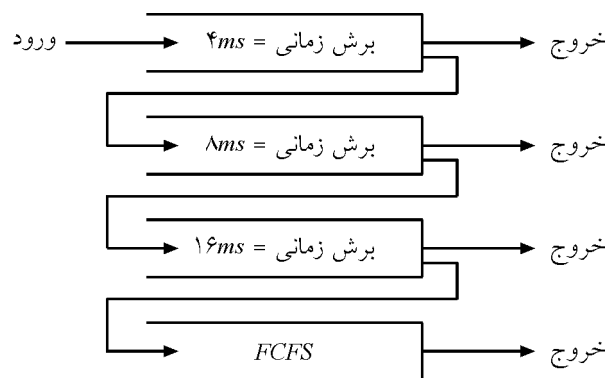 ورود
برش زمانی = ۴ms
خروج
برش زمانی = ۸ms
خروج
برش زمانی = ۱۶ms
خروج
FCFS
خروج